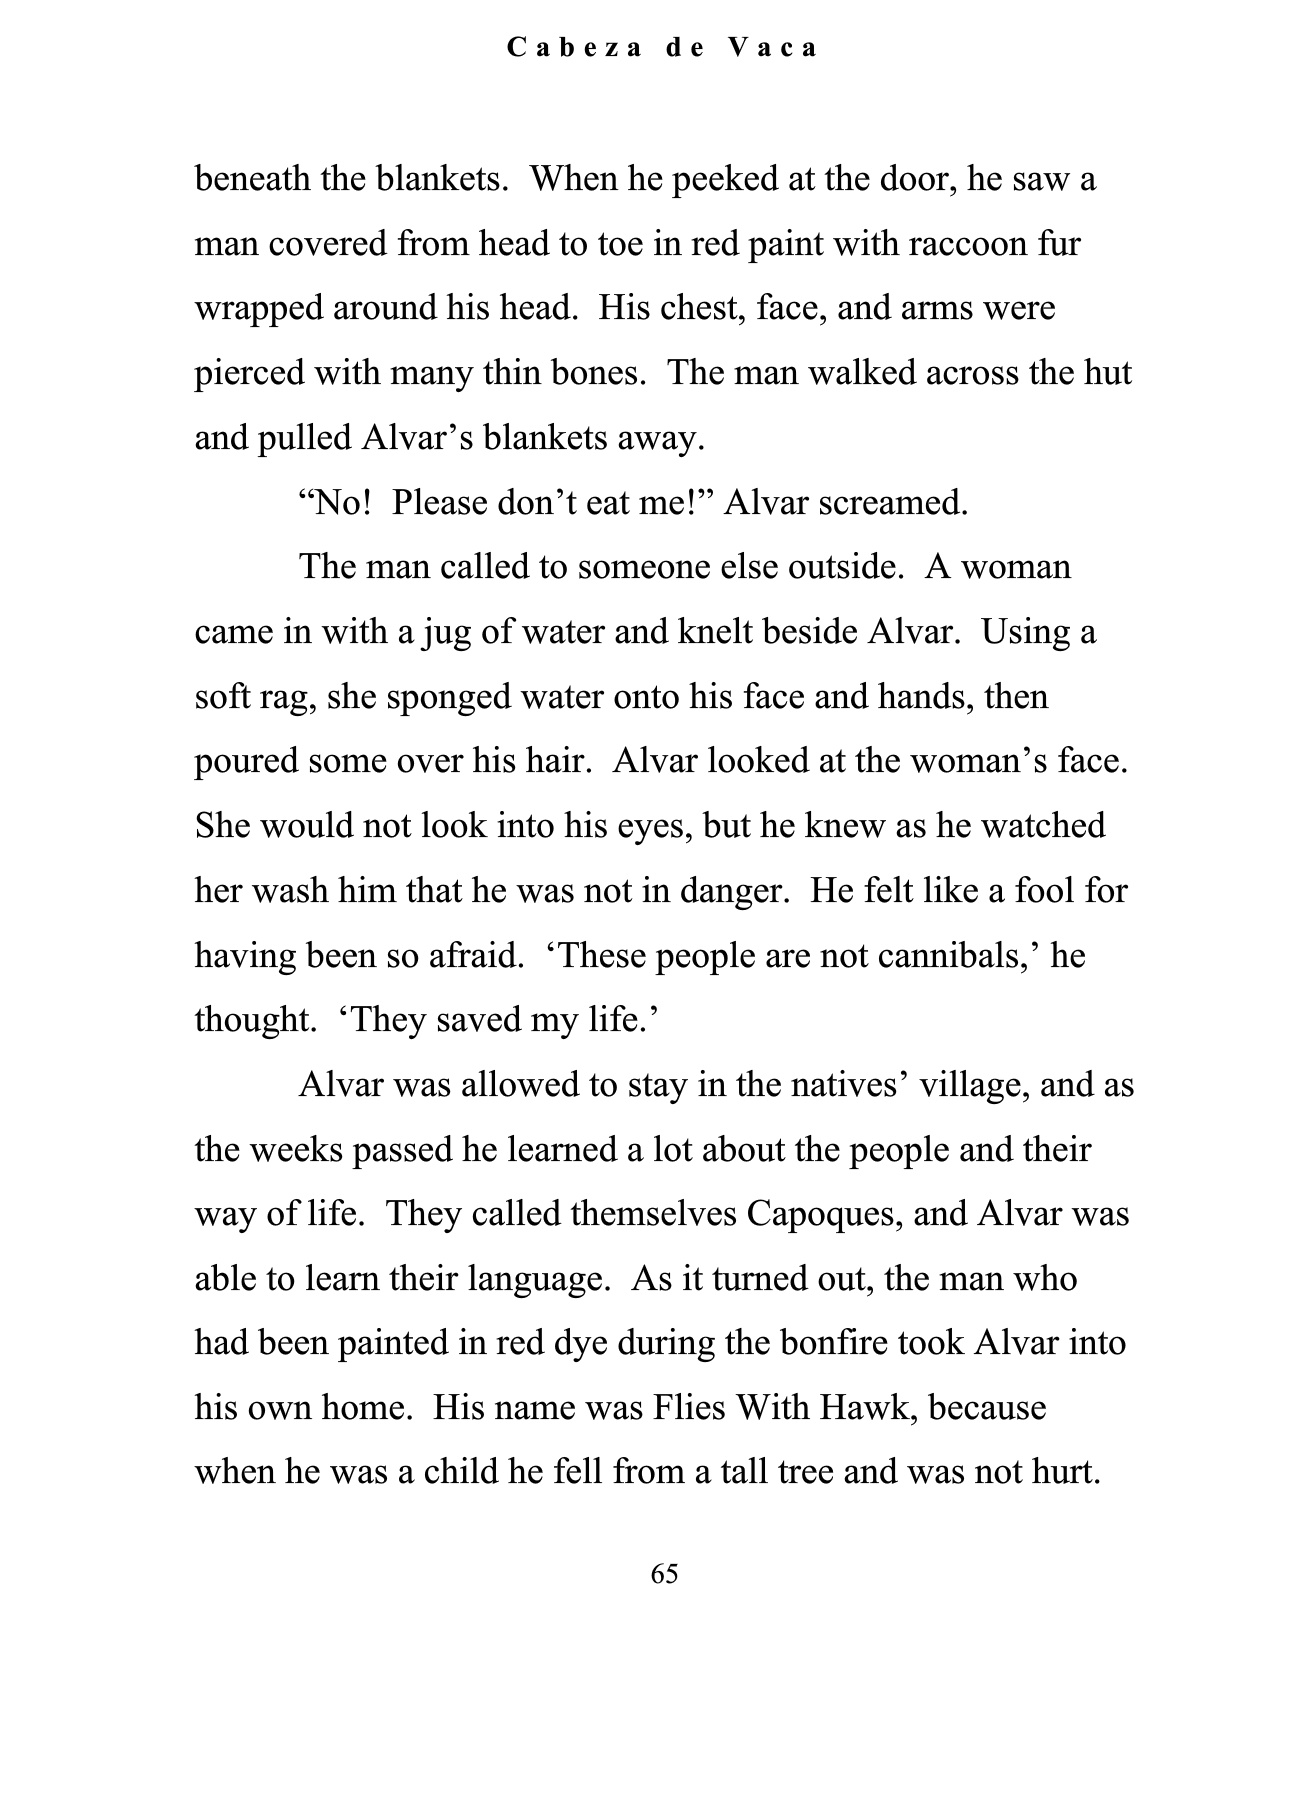 Cabeza de Vaca
beneath the blankets.  When he peeked at the door, he saw a
man covered from head to toe in red paint with raccoon fur
wrapped around his head.  His chest, face, and arms were
pierced with many thin bones.  The man walked across the hut
and pulled Alvar’s blankets away.
“No!  Please don’t eat me!” Alvar screamed.
The man called to someone else outside.  A woman
came in with a jug of water and knelt beside Alvar.  Using a
soft rag, she sponged water onto his face and hands, then
poured some over his hair.  Alvar looked at the woman’s face.
She would not look into his eyes, but he knew as he watched
her wash him that he was not in danger.  He felt like a fool for
having been so afraid.  ‘These people are not cannibals,’ he
thought.  ‘They saved my life.’
Alvar was allowed to stay in the natives’ village, and as
the weeks passed he learned a lot about the people and their
way of life.  They called themselves Capoques, and Alvar was
able to learn their language.  As it turned out, the man who
had been painted in red dye during the bonfire took Alvar into
his own home.  His name was Flies With Hawk, because
when he was a child he fell from a tall tree and was not hurt.
65